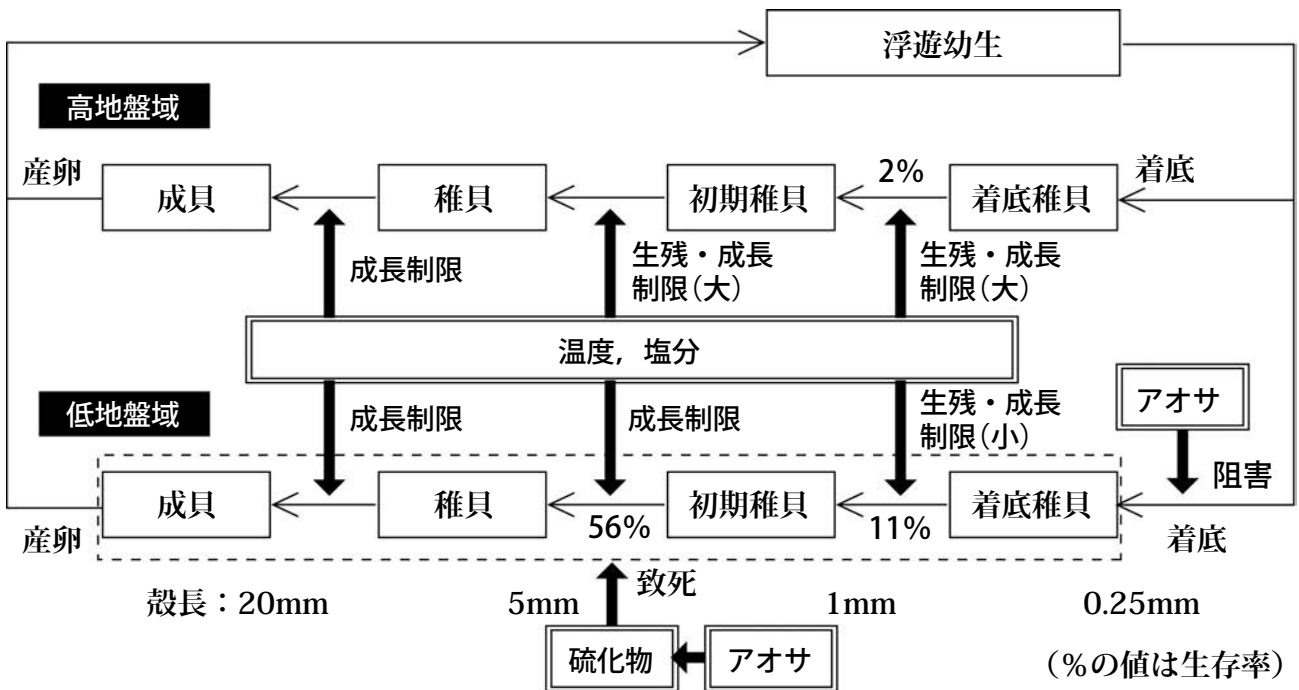 浮遊幼生
高地盤域
産卵
成貝
稚貝
初期稚貝
2%
着底稚貝
着底
成長制限
生残・成長
制限(大)
生残・成長
制限(大)
温度，塩分
低地盤域
成長制限
成長制限
生残・成長
制限(小)
アオサ
阻害
産卵
成貝
稚貝
56%
初期稚貝
11%
着底稚貝
着底
致死
殻長：20mm
5mm
1mm
0.25mm
硫化物
アオサ
（%の値は生存率）